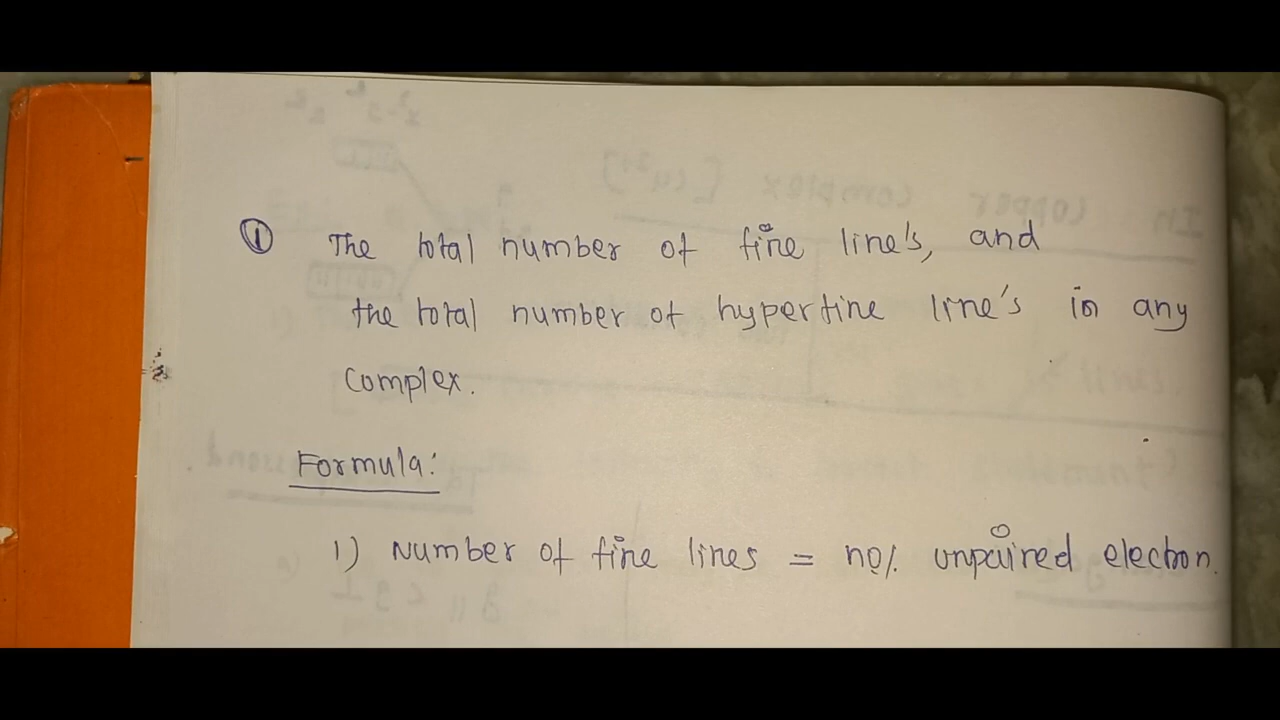 ① The total number of fine line's, and
the total number of hyperfine line's in any
complex.
Formula:
1) Number of fine lines = no/. unpaired electron.